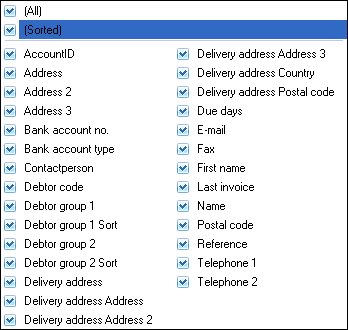 (All)
(Sorted)
AccountID
Address
Address 2
Address 3
Bank account no.
Bank account type
Contactperson
Debtor code
Debtor group 1
Debtor group 1 Sort
Debtor group 2
Debtor group 2 Sort
Delivery address
Delivery address Address
Delivery address Address 2
Delivery address Address 3
Delivery address Country
Delivery address Postal code
Due days
E-mail
Fax
First name
Last invoice
Name
Postal code
Reference
Telephone 1
Telephone 2